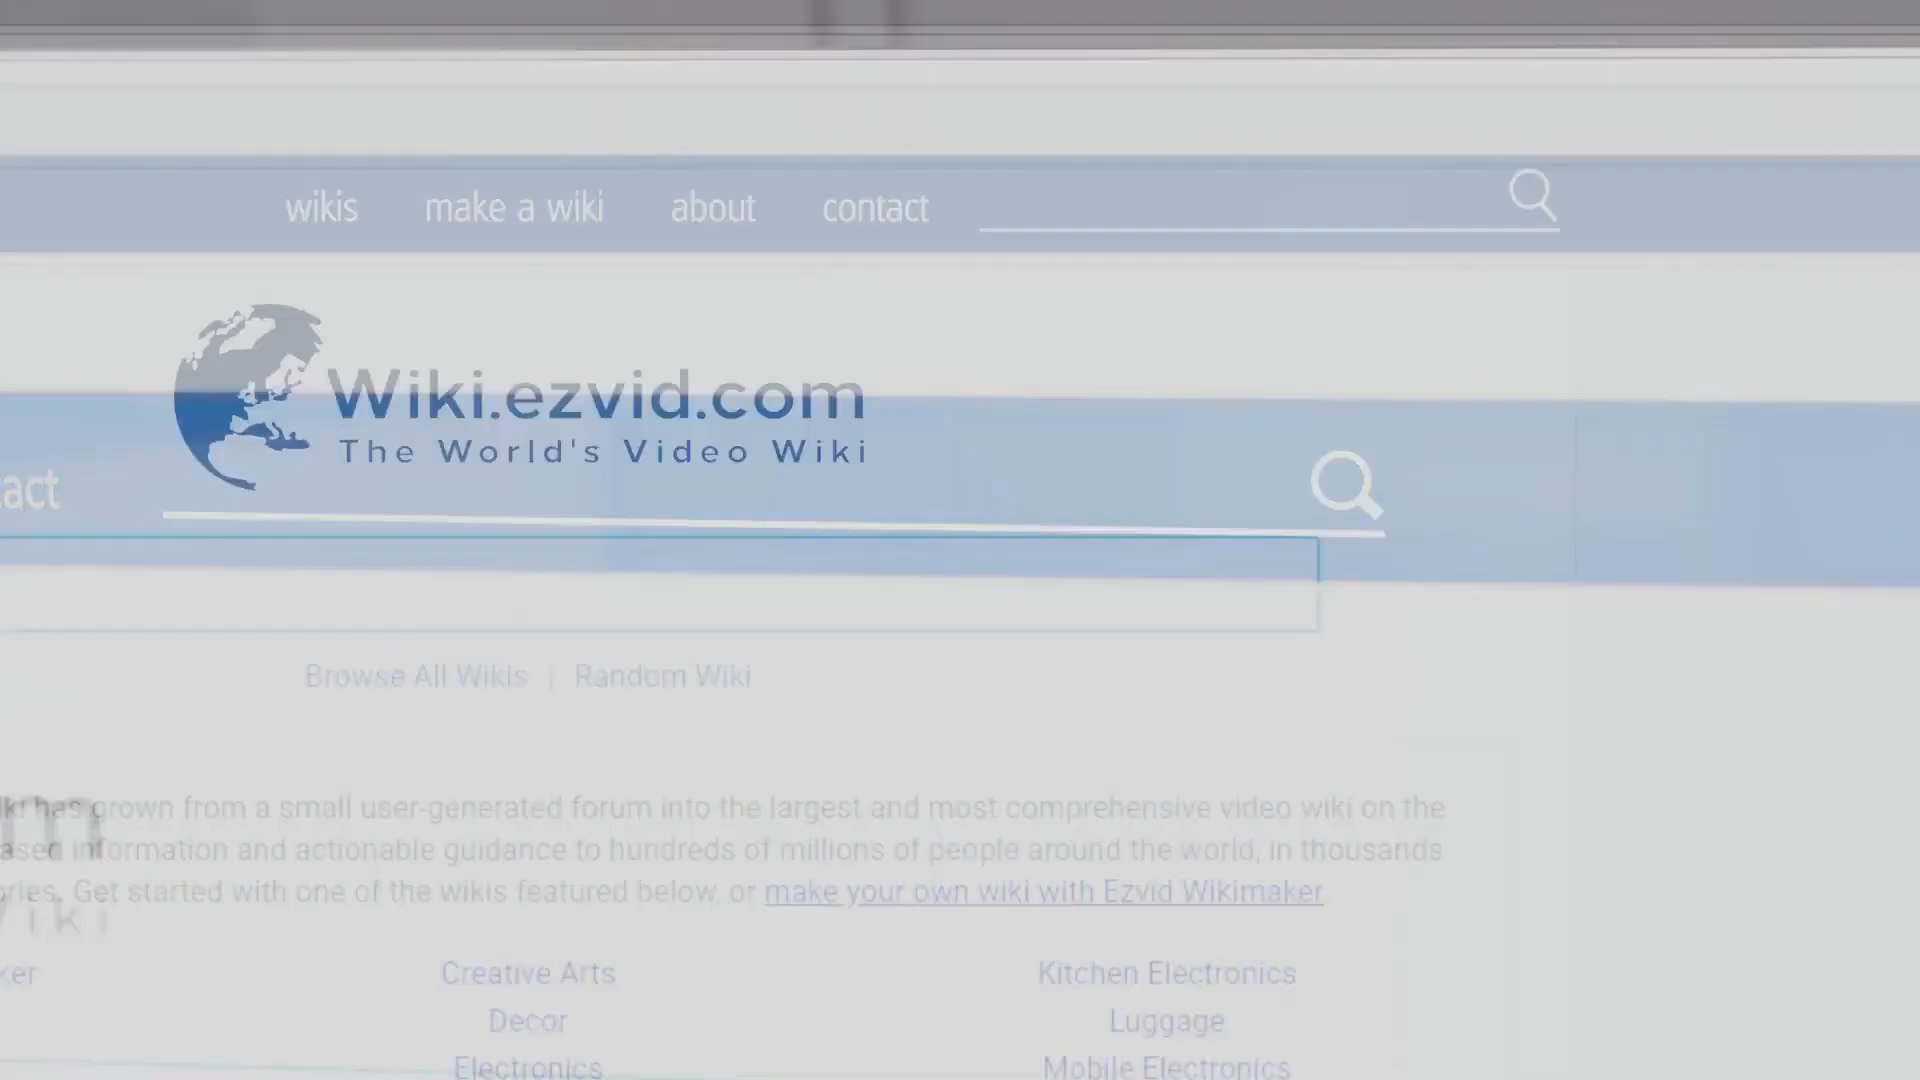 wikis make a wiki about contact
Wiki.ezvid.com
The World's Video Wiki
Browse All Wikis | Random Wiki
has grown from a small user-generated forum into the largest and most comprehensive video wiki on the
information and actionable guidance to hundreds of millions of people around the world, in thousands
Get started with one of the wikis featured below, or make your own wiki with Ezvid Wikimaker
Creative Arts Kitchen Electronics
Decor Luggage
Electronics Mobile Electronics